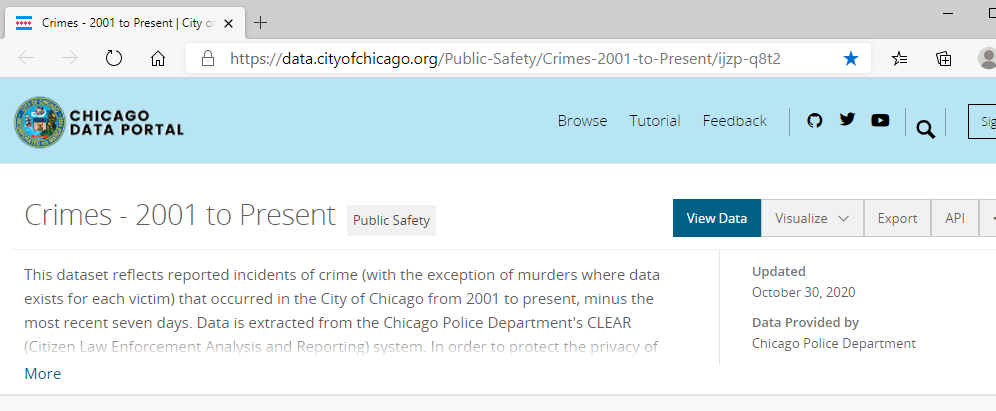 Crimes - 2001 to Present | City of
https://data.cityofchicago.org/Public-Safety/Crimes-2001-to-Present/ijzp-q8t2
CHICAGO
DATA PORTAL
Browse Tutorial Feedback
Crimes - 2001 to Present Public Safety
View Data Visualize Export API
This dataset reflects reported incidents of crime (with the exception of murders where data
exists for each victim) that occurred in the City of Chicago from 2001 to present, minus the
most recent seven days. Data is extracted from the Chicago Police Department's CLEAR
(Citizen Law Enforcement Analysis and Reporting) system. In order to protect the privacy of
More
Updated
October 30, 2020
Data Provided by
Chicago Police Department